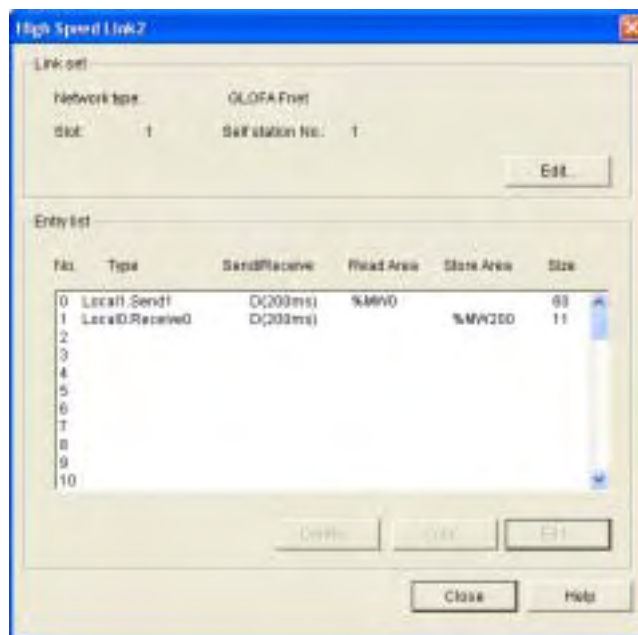 High Speed Link2
Link set
Network type: GLOFA Fnet
Slot: 1 Self station No.: 1
Edit...
Entry list
No. Type Send/Receive Read Area Store Area Size
0 Local1.Send1 D(200ms) %MW0 60
1 Local0.Receive0 D(200ms) %MW200 11
2
3
4
5
6
7
8
9
10
Edit
Close Help